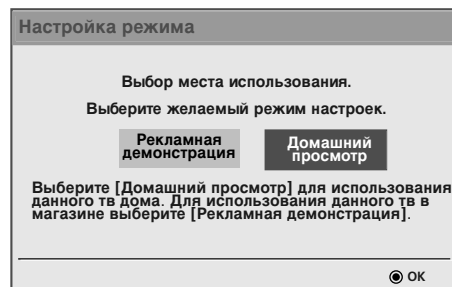 Настройка режима
Выбор места использования.
Выберите желаемый режим настроек.
Рекламная
демонстрация
Домашний
просмотр
Выберите [Домашний просмотр] для использования
данного тв дома. Для использования данного тв в
магазине выберите [Рекламная демонстрация].
ОК